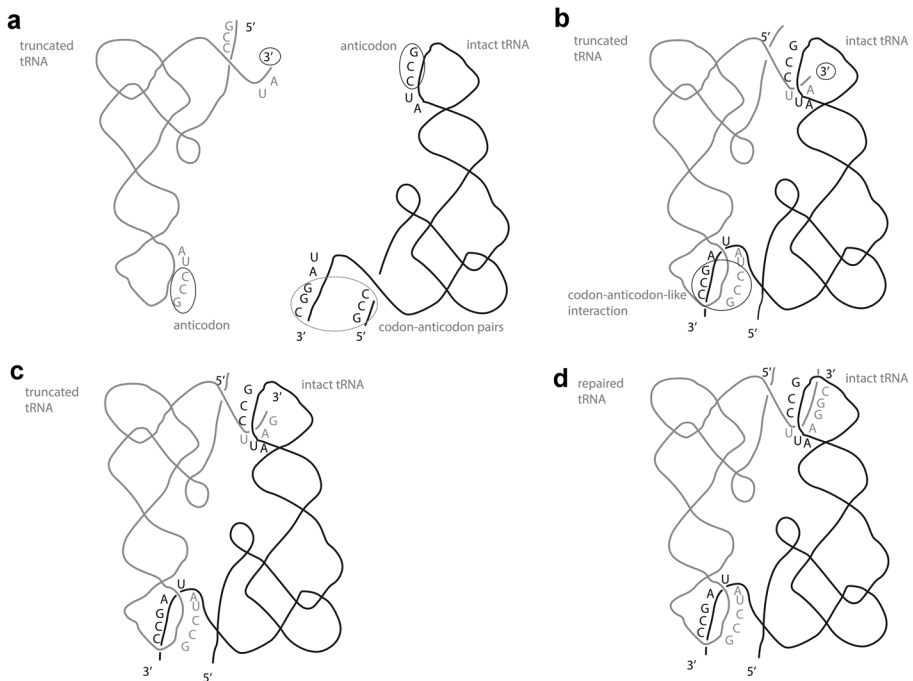 a
truncated
tRNA
G
C
C
5’
3’
A
U
A
U
C
C
G
anticodon
anticodon
G
C
C
U
A
intact tRNA
U
A
G
G
C
3’
C
C
G
5’
codon-anticodon pairs
b
truncated
tRNA
5’
G
C
C
U
U
A
A
3’
intact tRNA
U
A
G
C
C
A
U
C
C
G
codon-anticodon-like
interaction
3’
5’
c
truncated
tRNA
5’
G
C
C
U
U
A
3’
G
A
intact tRNA
U
A
G
C
C
A
U
C
C
G
3’
5’
d
repaired
tRNA
5’
G
C
C
U
U
A
3’
C
G
G
A
intact tRNA
U
A
G
C
C
A
U
C
C
G
3’
5’